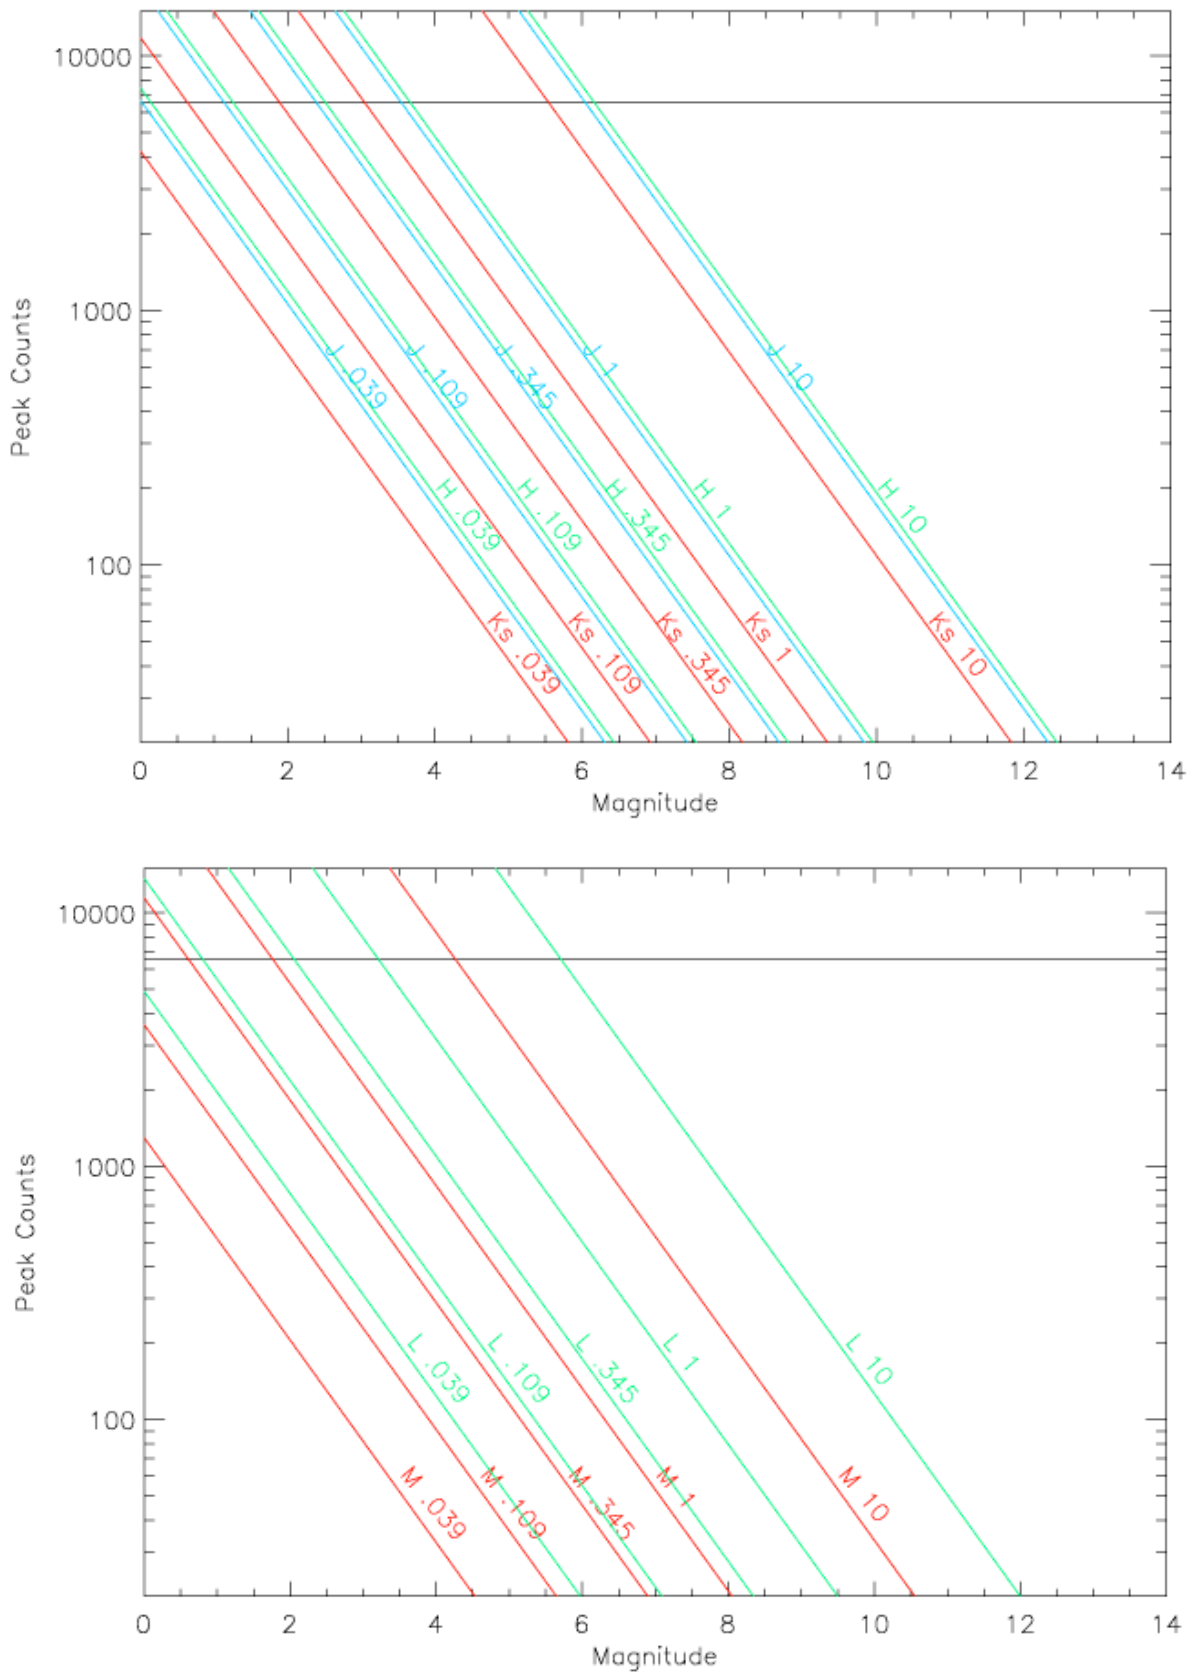 10000
1000
100
Peak Counts
J .039
J .109
J .345
J 1
J 10
H .039
H .109
H .345
H 1
H 10
Ks .039
Ks .109
Ks .345
Ks 1
Ks 10
0 2 4 6 8 10 12 14
Magnitude
10000
1000
100
Peak Counts
L .039
L .109
L .345
L 1
L 10
M .039
M .109
M .345
M 1
M 10
0 2 4 6 8 10 12 14
Magnitude